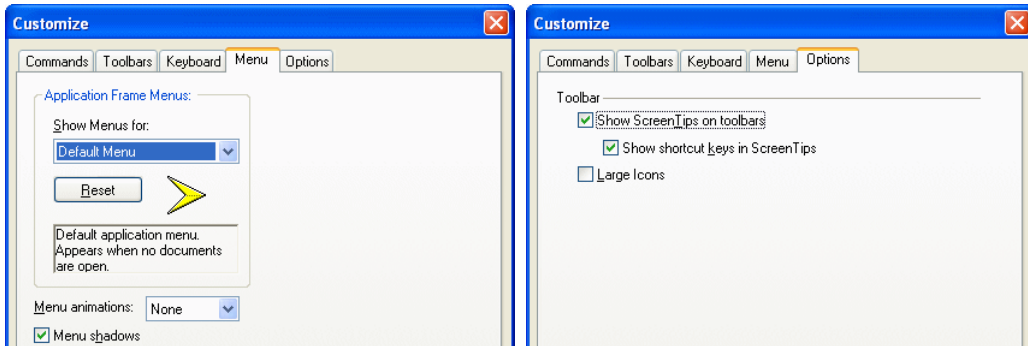 Customize
Commands Toolbars Keyboard Menu Options
Application Frame Menus:
Show Menus for:
Default Menu
Reset
Default application menu.
Appears when no documents
are open.
Menu animations: None
Menu shadows
Customize
Commands Toolbars Keyboard Menu Options
Toolbar
Show ScreenTips on toolbars
Show shortcut keys in ScreenTips
Large Icons